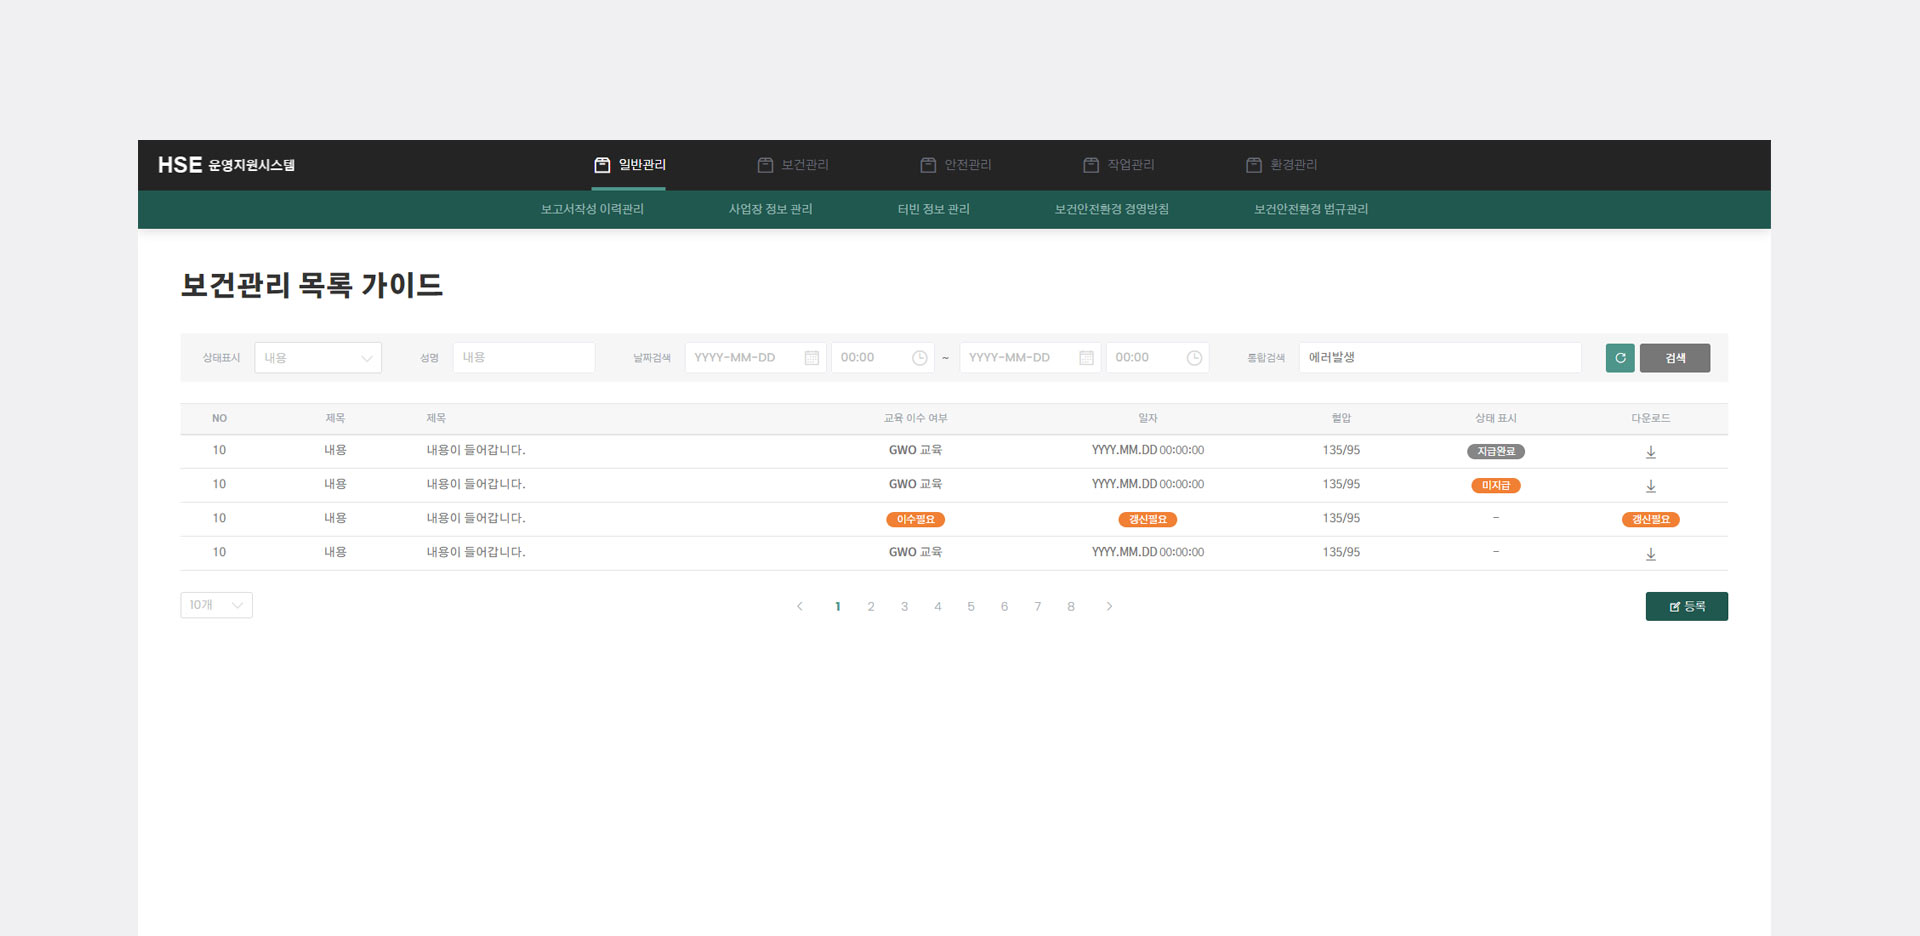 HSE 운영지원시스템
일반관리 보건관리 안전관리 작업관리 환경관리
보고서작성 이력관리 사업장 정보 관리 터빈 정보 관리 보건안전환경 경영방침 보건안전환경 법규관리
보건관리 목록 가이드
상태표시 내용 성명 내용 날짜검색 YYYY-MM-DD 00:00 ~ YYYY-MM-DD 00:00 통합검색 에러발생 검색
NO 제목 제목 교육 이수 여부 일자 혈압 상태 표시 다운로드
10 내용 내용이 들어갑니다. GWO 교육 YYYY.MM.DD 00:00:00 135/95 지급완료
10 내용 내용이 들어갑니다. GWO 교육 YYYY.MM.DD 00:00:00 135/95 미지급
10 내용 내용이 들어갑니다. 이수필요 갱신필요 135/95 - 갱신필요
10 내용 내용이 들어갑니다. GWO 교육 YYYY.MM.DD 00:00:00 135/95 -
10개 < 1 2 3 4 5 6 7 8 > 등록